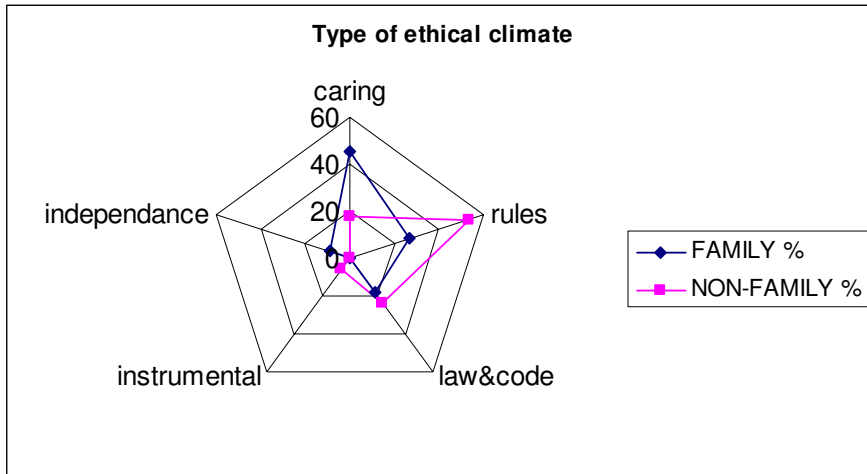 Type of ethical climate
caring
60
40
20
0
independance
rules
instrumental
law&code
FAMILY %
NON-FAMILY %